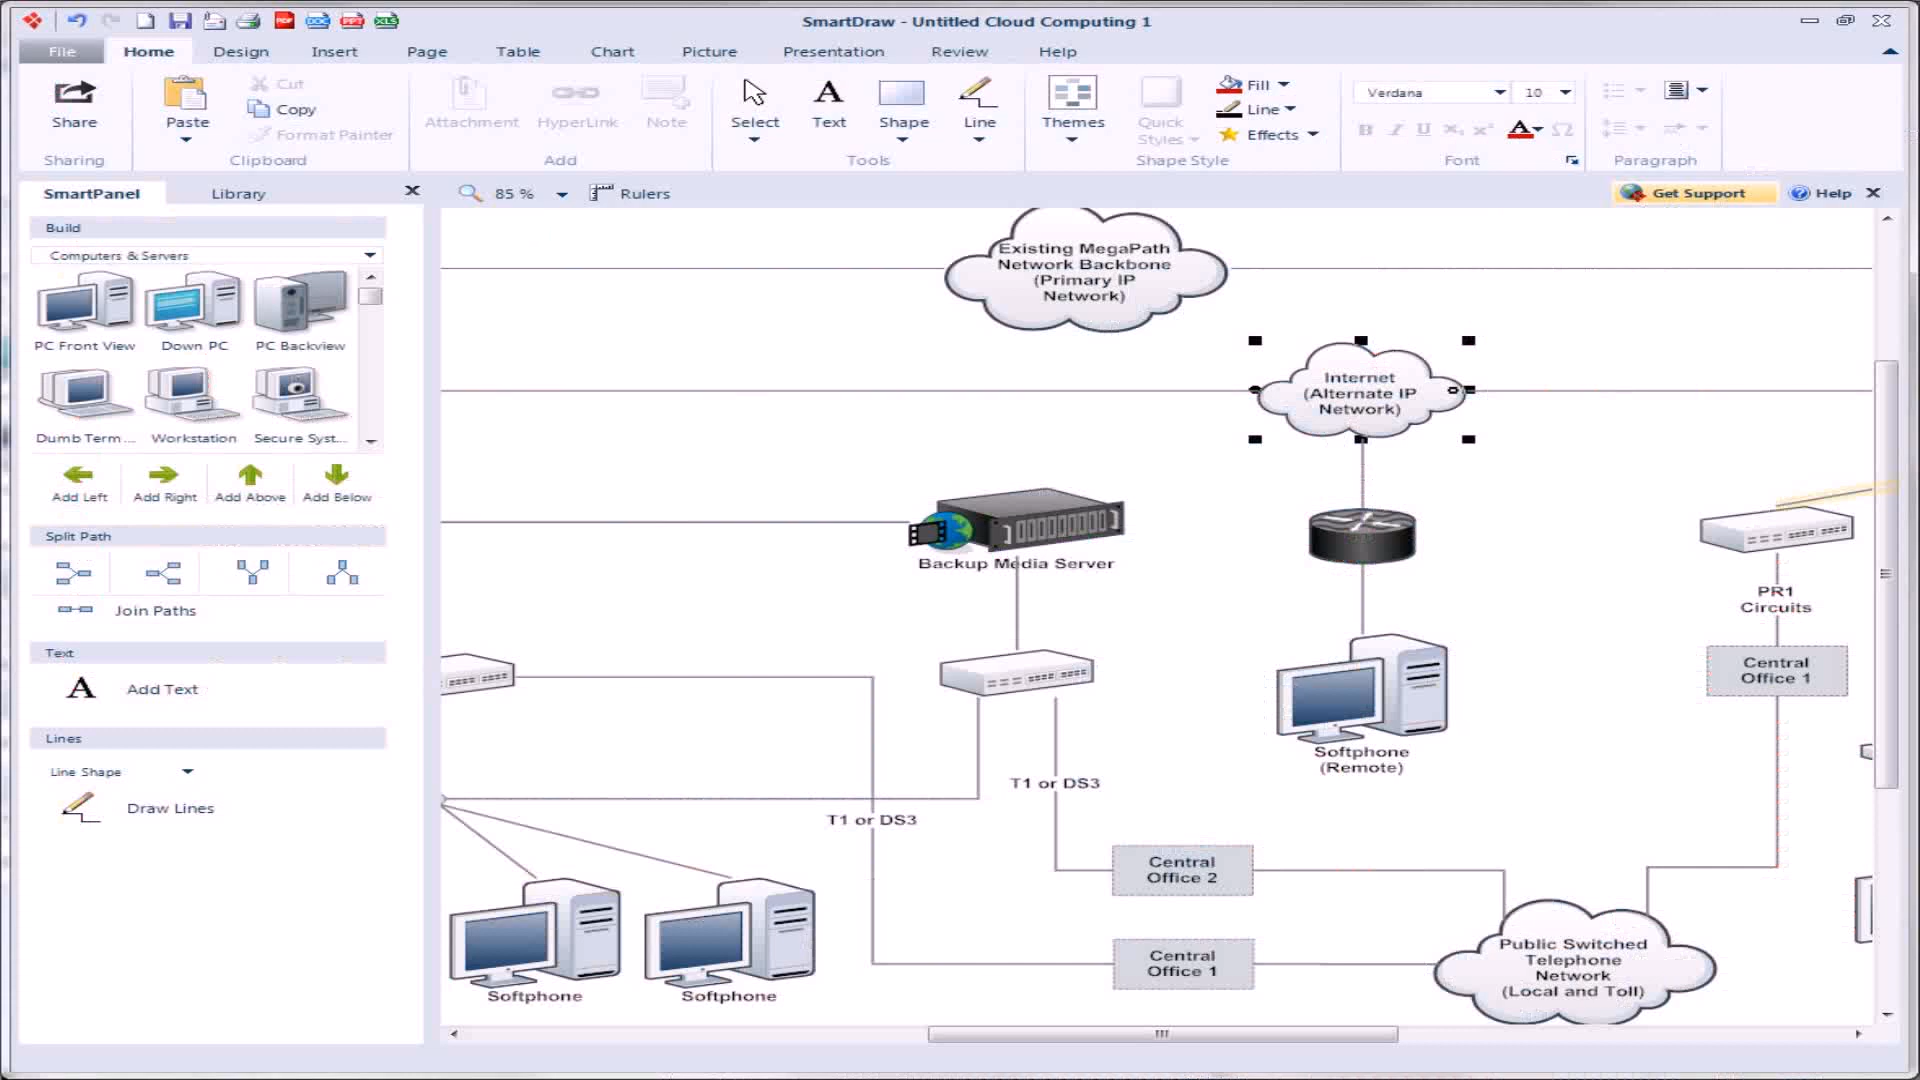 PDF
DOC
PPT
XLS
SmartDraw - Untitled Cloud Computing 1
File
Home
Design
Insert
Page
Table
Chart
Picture
Presentation
Review
Help
Share
Sharing
Paste
Cut
Copy
Format Painter
Clipboard
Attachment
HyperLink
Note
Add
Select
Text
Shape
Line
Tools
Themes
Quick
Styles
Fill
Line
Effects
Shape Style
Verdana
10
B I U X₁ X² A Ω
Font
Paragraph
SmartPanel
Library
85 %
Rulers
Get Support
Help
Build
Computers & Servers
PC Front View
Down PC
PC Backview
Dumb Term ...
Workstation
Secure Syst...
Add Left
Add Right
Add Above
Add Below
Split Path
Join Paths
Text
A
Add Text
Lines
Line Shape
Draw Lines
Existing MegaPath
Network Backbone
(Primary IP
Network)
Internet
(Alternate IP
Network)
Backup Media Server
PR1
Circuits
Central
Office 1
Softphone
(Remote)
T1 or DS3
T1 or DS3
Central
Office 2
Central
Office 1
Public Switched
Telephone
Network
(Local and Toll)
Softphone
Softphone